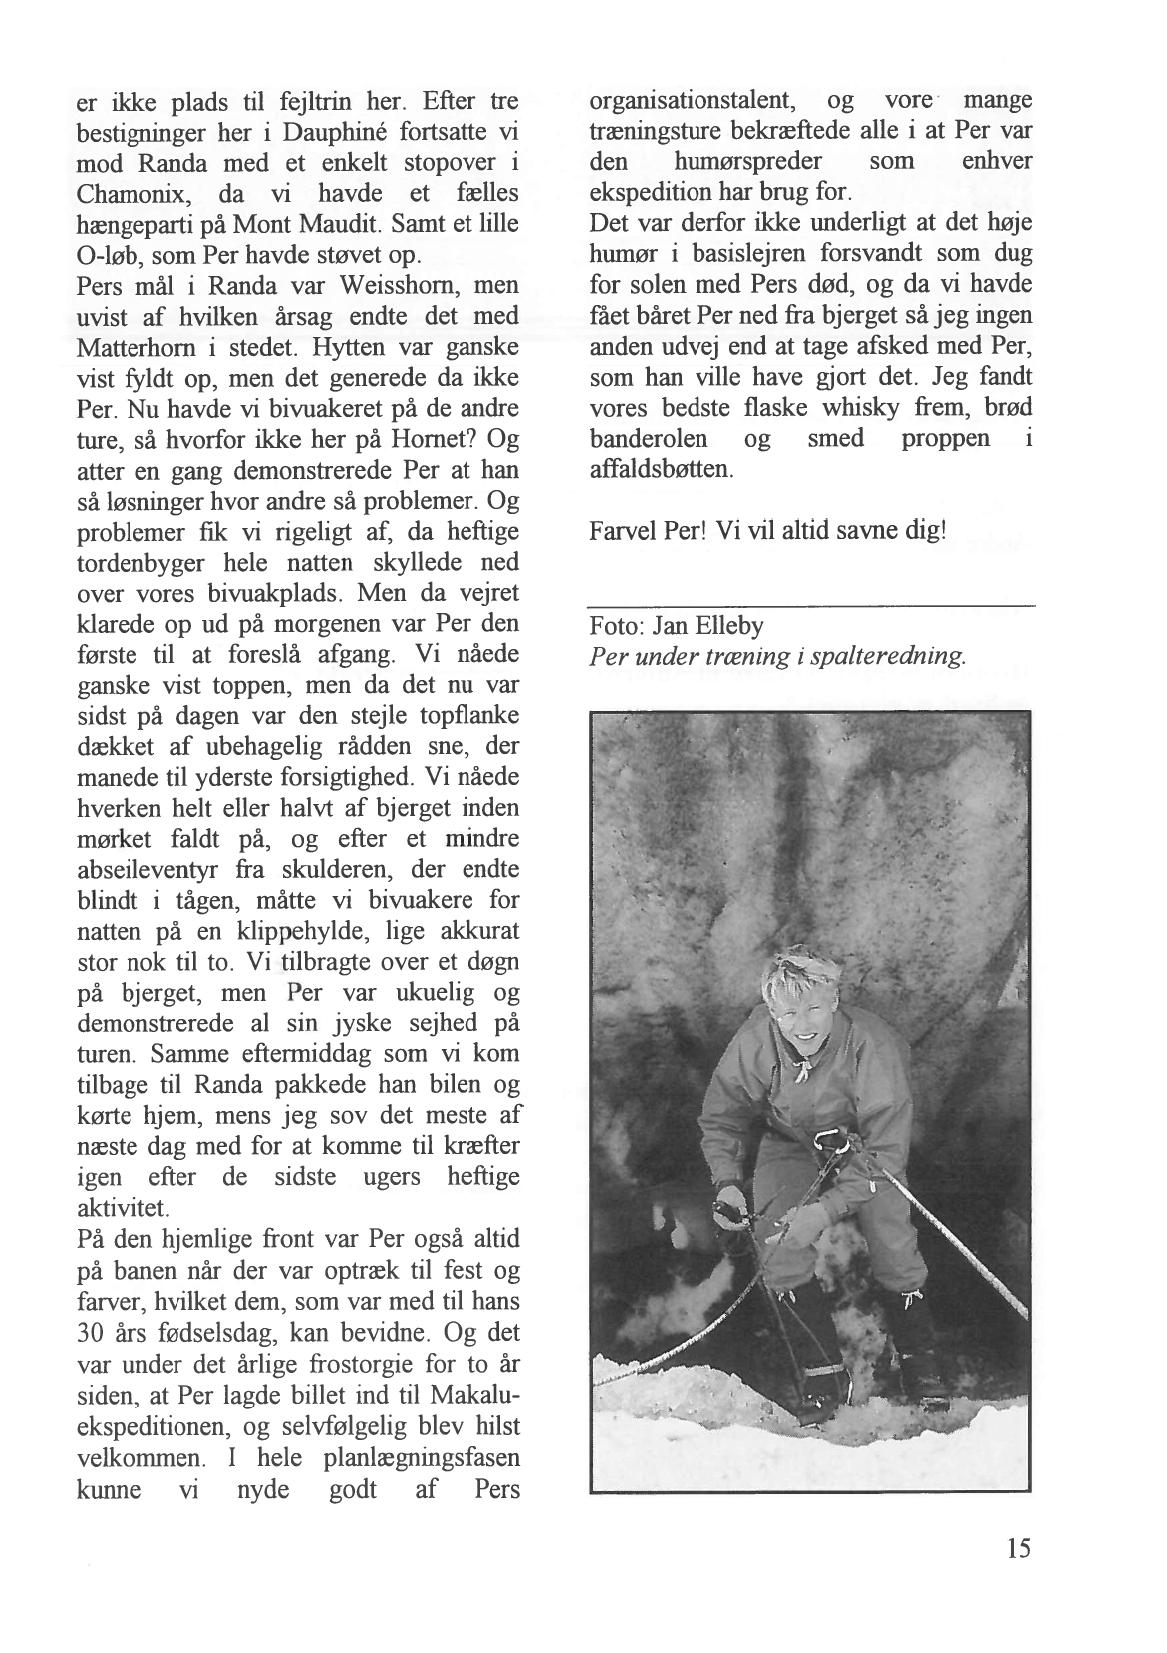 er ikke plads til fejltrin her. Efter tre
bestigninger her i Dauphiné fortsatte vi
mod Randa med et enkelt stopover i
Chamonix, da vi havde et fælles
hængeparti på Mont Maudit. Samt et lille
O-løb, som Per havde støvet op.
Pers mål i Randa var Weisshorn, men
uvist af hvilken årsag endte det med
Matterhorn i stedet. Hytten var ganske
vist fyldt op, men det generede da ikke
Per. Nu havde vi bivuakeret på de andre
ture, så hvorfor ikke her på Hornet? Og
atter en gang demonstrerede Per at han
så løsninger hvor andre så problemer. Og
problemer fik vi rigeligt af, da heftige
tordenbyger hele natten skyllede ned
over vores bivuakplads. Men da vejret
klarede op ud på morgenen var Per den
første til at foreslå afgang. Vi nåede
ganske vist toppen, men da det nu var
sidst på dagen var den stejle topflanke
dækket af ubehagelig rådden sne, der
manede til yderste forsigtighed. Vi nåede
hverken helt eller halvt af bjerget inden
mørket faldt på, og efter et mindre
abseileventyr fra skulderen, der endte
blindt i tågen, måtte vi bivuakere for
natten på en klippehylde, lige akkurat
stor nok til to. Vi tilbragte over et døgn
på bjerget, men Per var ukuelig og
demonstrerede al sin jyske sejhed på
turen. Samme eftermiddag som vi kom
tilbage til Randa pakkede han bilen og
kørte hjem, mens jeg sov det meste af
næste dag med for at komme til kræfter
igen efter de sidste ugers heftige
aktivitet.
På den hjemlige front var Per også altid
på banen når der var optræk til fest og
farver, hvilket dem, som var med til hans
30 års fødselsdag, kan bevidne. Og det
var under det årlige frostorgie for to år
siden, at Per lagde billet ind til Makalu-
ekspeditionen, og selvfølgelig blev hilst
velkommen. I hele planlægningsfasen
kunne vi nyde godt af Pers
organisationstalent, og vore mange
træningsture bekræftede alle i at Per var
den humørspreder som enhver
ekspedition har brug for.
Det var derfor ikke underligt at det høje
humør i basislejren forsvandt som dug
for solen med Pers død, og da vi havde
fået båret Per ned fra bjerget så jeg ingen
anden udvej end at tage afsked med Per,
som han ville have gjort det. Jeg fandt
vores bedste flaske whisky frem, brød
banderolen og smed proppen i
affaldsbøtten.
Farvel Per! Vi vil altid savne dig!
Foto: Jan Elleby
Per under træning i spalteredning.
15